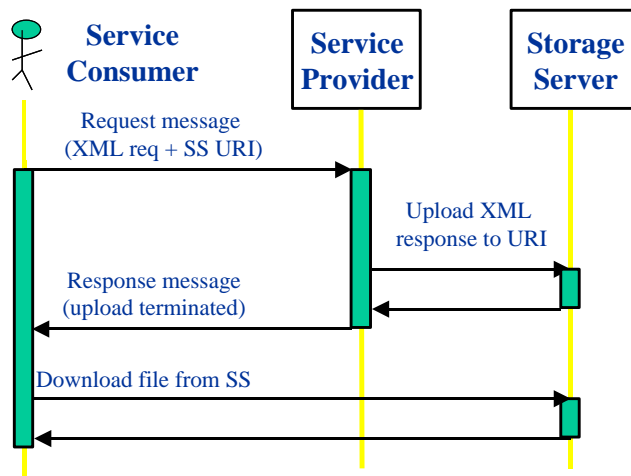 Service
Consumer
Service
Provider
Storage
Server
Request message
(XML req + SS URI)
Upload XML
response to URI
Response message
(upload terminated)
Download file from SS